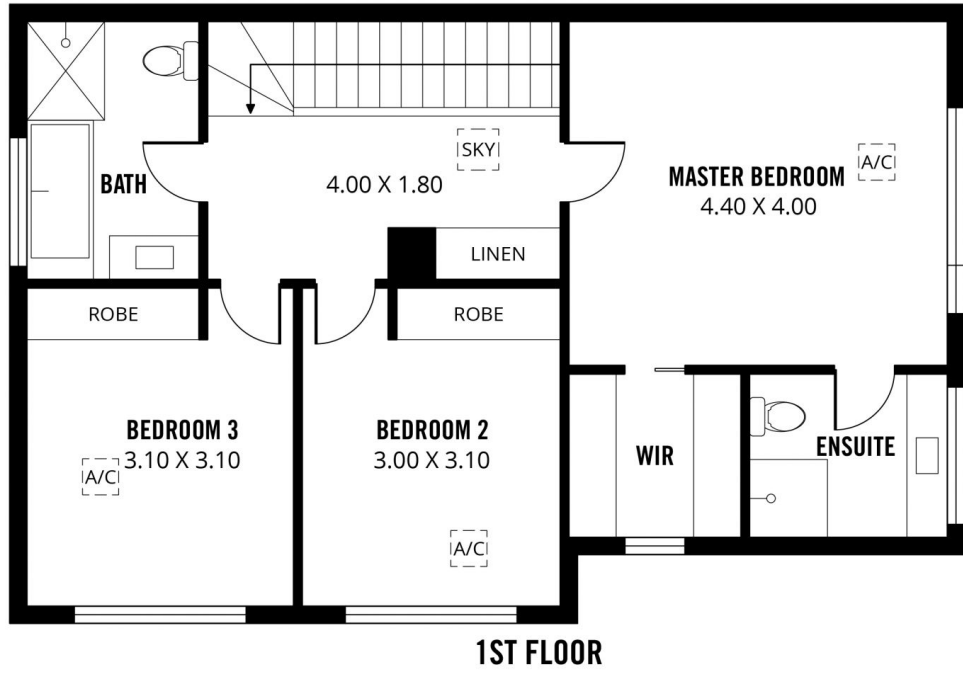 SKY
A/C
BATH
4.00 X 1.80
MASTER BEDROOM
4.40 X 4.00
LINEN
ROBE
ROBE
BEDROOM 3
3.10 X 3.10
A/C
BEDROOM 2
3.00 X 3.10
A/C
WIR
ENSUITE
1ST FLOOR